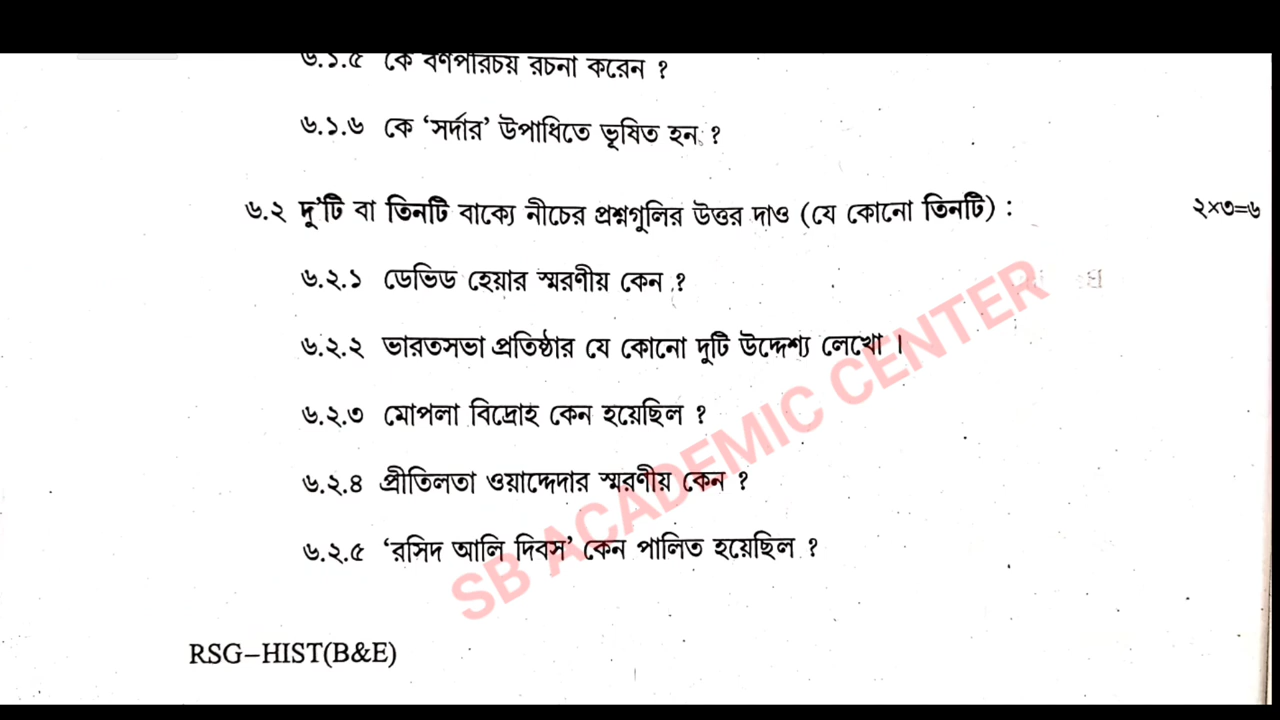 ৬.১.৫ কে বর্ণপরিচয় রচনা করেন ?
৬.১.৬ কে ‘সর্দার’ উপাধিতে ভূষিত হন ?
৬.২ দু'টি বা তিনটি বাক্যে নীচের প্রশ্নগুলির উত্তর দাও (যে কোনো তিনটি) : ২×৩=৬
৬.২.১ ডেভিড হেয়ার স্মরণীয় কেন ?
৬.২.২ ভারতসভা প্রতিষ্ঠার যে কোনো দুটি উদ্দেশ্য লেখো ।
৬.২.৩ মোপলা বিদ্রোহ কেন হয়েছিল ?
৬.২.৪ প্রীতিলতা ওয়াদ্দেদার স্মরণীয় কেন ?
৬.২.৫ ‘রসিদ আলি দিবস’ কেন পালিত হয়েছিল ?
SB ACADEMIC CENTER
RSG–HIST(B&E)